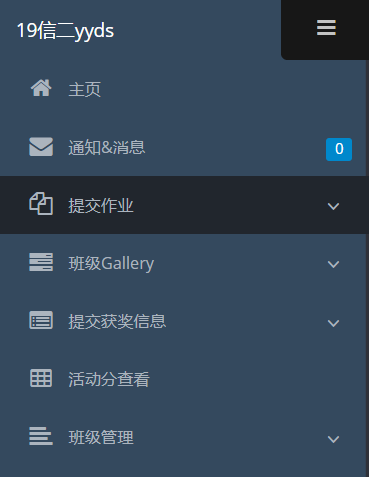 19信二yyds
主页
通知&消息 0
提交作业
班级Gallery
提交获奖信息
活动分查看
班级管理